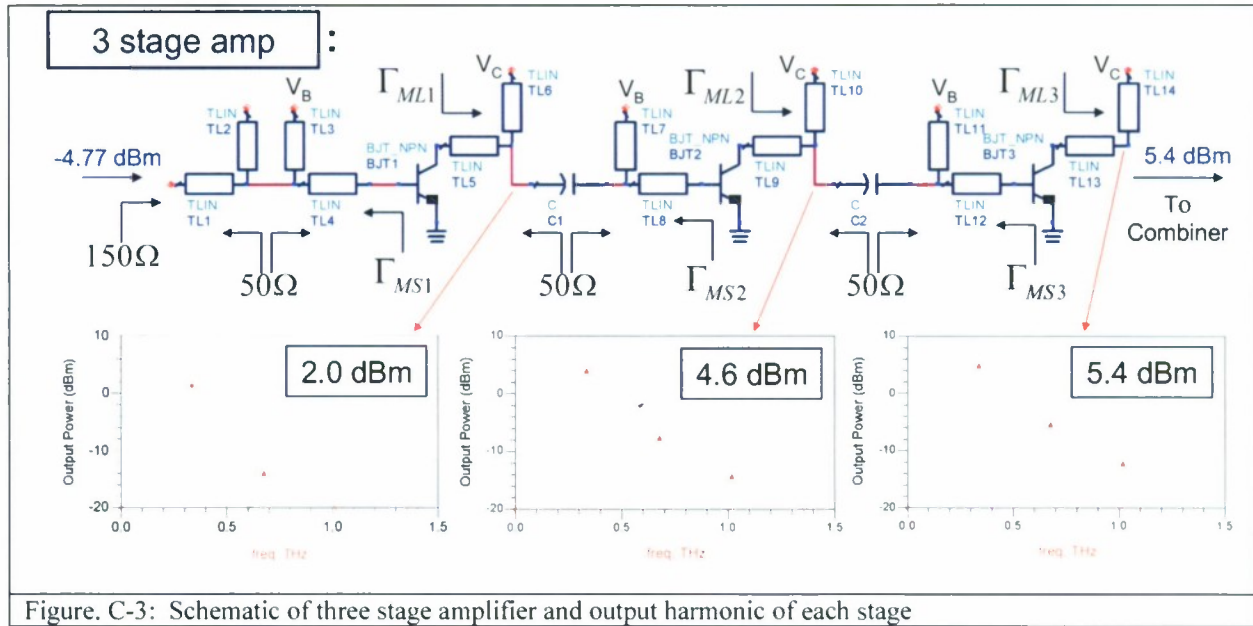 3 stage amp :
-4.77 dBm
150Ω
TLIN
TL1
TLIN
TL2
V_B
TLIN
TL3
TLIN
TL4
50Ω
Γ_MS1
BJT_NPN
BJT1
Γ_ML1
TLIN
TL5
V_C
TLIN
TL6
C
C1
50Ω
V_B
TLIN
TL7
TLIN
TL8
Γ_MS2
BJT_NPN
BJT2
Γ_ML2
TLIN
TL9
V_C
TLIN
TL10
C
C2
50Ω
V_B
TLIN
TL11
TLIN
TL12
Γ_MS3
BJT_NPN
BJT3
Γ_ML3
TLIN
TL13
V_C
TLIN
TL14
5.4 dBm
To
Combiner
2.0 dBm
Output Power (dBm)
10
0
-10
-20
0.0 0.5 1.0 1.5
freq, THz
4.6 dBm
Output Power (dBm)
10
0
-10
-20
0.0 0.5 1.0 1.5
freq, THz
5.4 dBm
Output Power (dBm)
10
0
-10
-20
0.0 0.5 1.0 1.5
freq, THz
Figure. C-3: Schematic of three stage amplifier and output harmonic of each stage